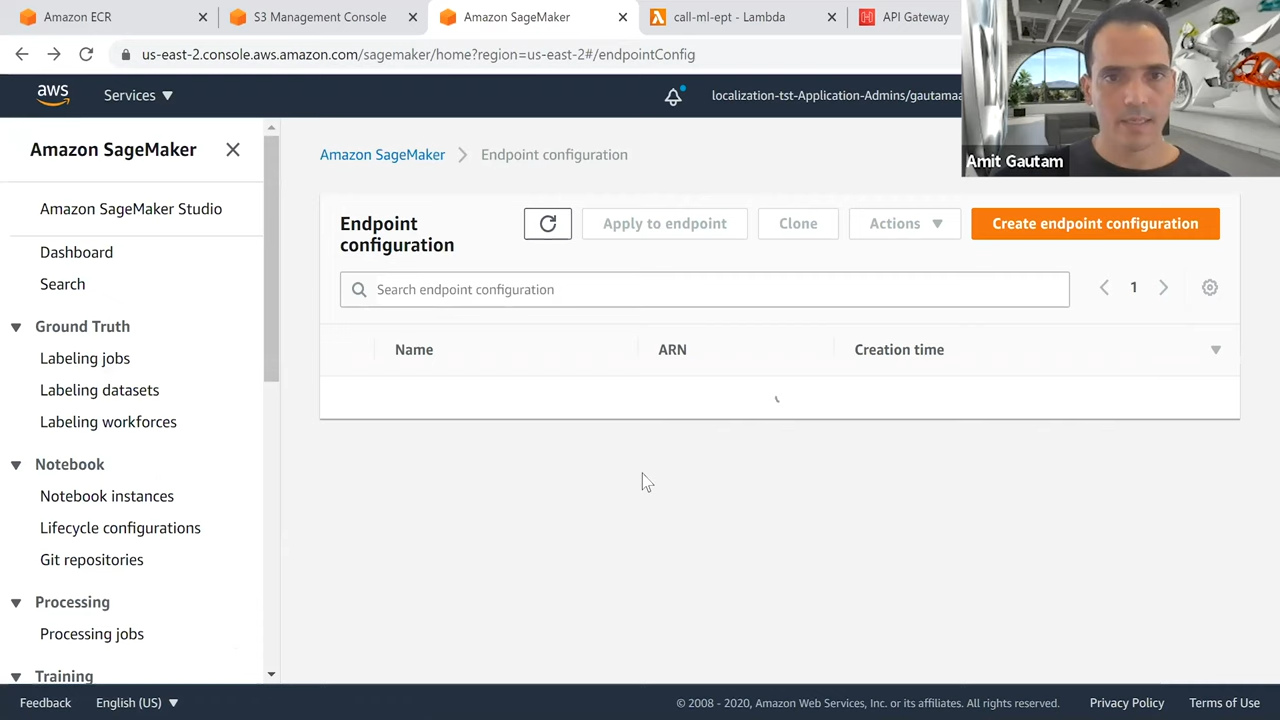 Amazon ECR
S3 Management Console
Amazon SageMaker
call-ml-ept - Lambda
API Gateway
us-east-2.console.aws.amazon.com/sagemaker/home?region=us-east-2#/endpointConfig
aws
Services
localization-tst-Application-Admins/gautamaa
Amit Gautam
Amazon SageMaker
Amazon SageMaker Studio
Dashboard
Search
Ground Truth
Labeling jobs
Labeling datasets
Labeling workforces
Notebook
Notebook instances
Lifecycle configurations
Git repositories
Processing
Processing jobs
Training
Amazon SageMaker
Endpoint configuration
Endpoint
configuration
Apply to endpoint
Clone
Actions
Create endpoint configuration
Search endpoint configuration
1
Name
ARN
Creation time
Feedback
English (US)
© 2008 - 2020, Amazon Web Services, Inc. or its affiliates. All rights reserved.
Privacy Policy
Terms of Use